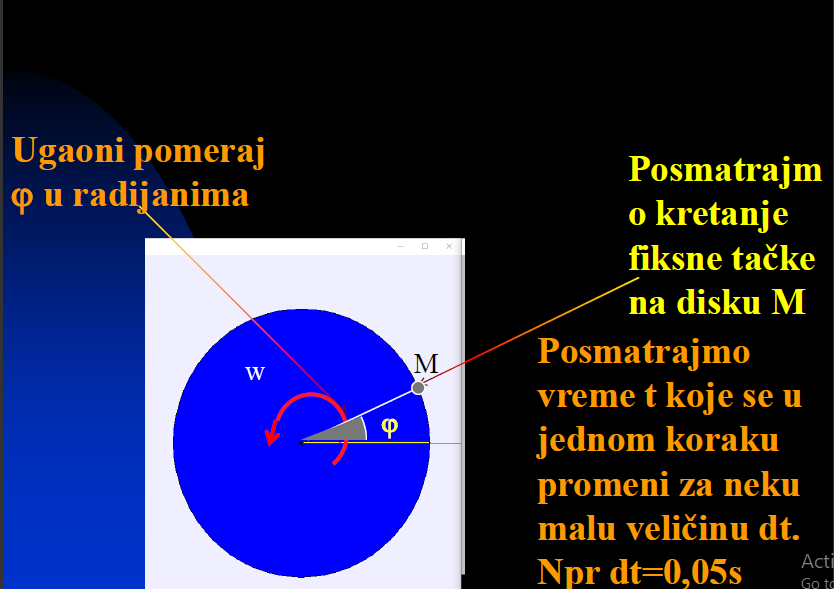 Ugaoni pomeraj
φ u radijanima
Posmatrajm
o kretanje
fiksne tačke
na disku M
M
w
φ
Posmatrajmo
vreme t koje se u
jednom koraku
promeni za neku
malu veličinu dt.
Npr dt=0,05s
Acti
Go to